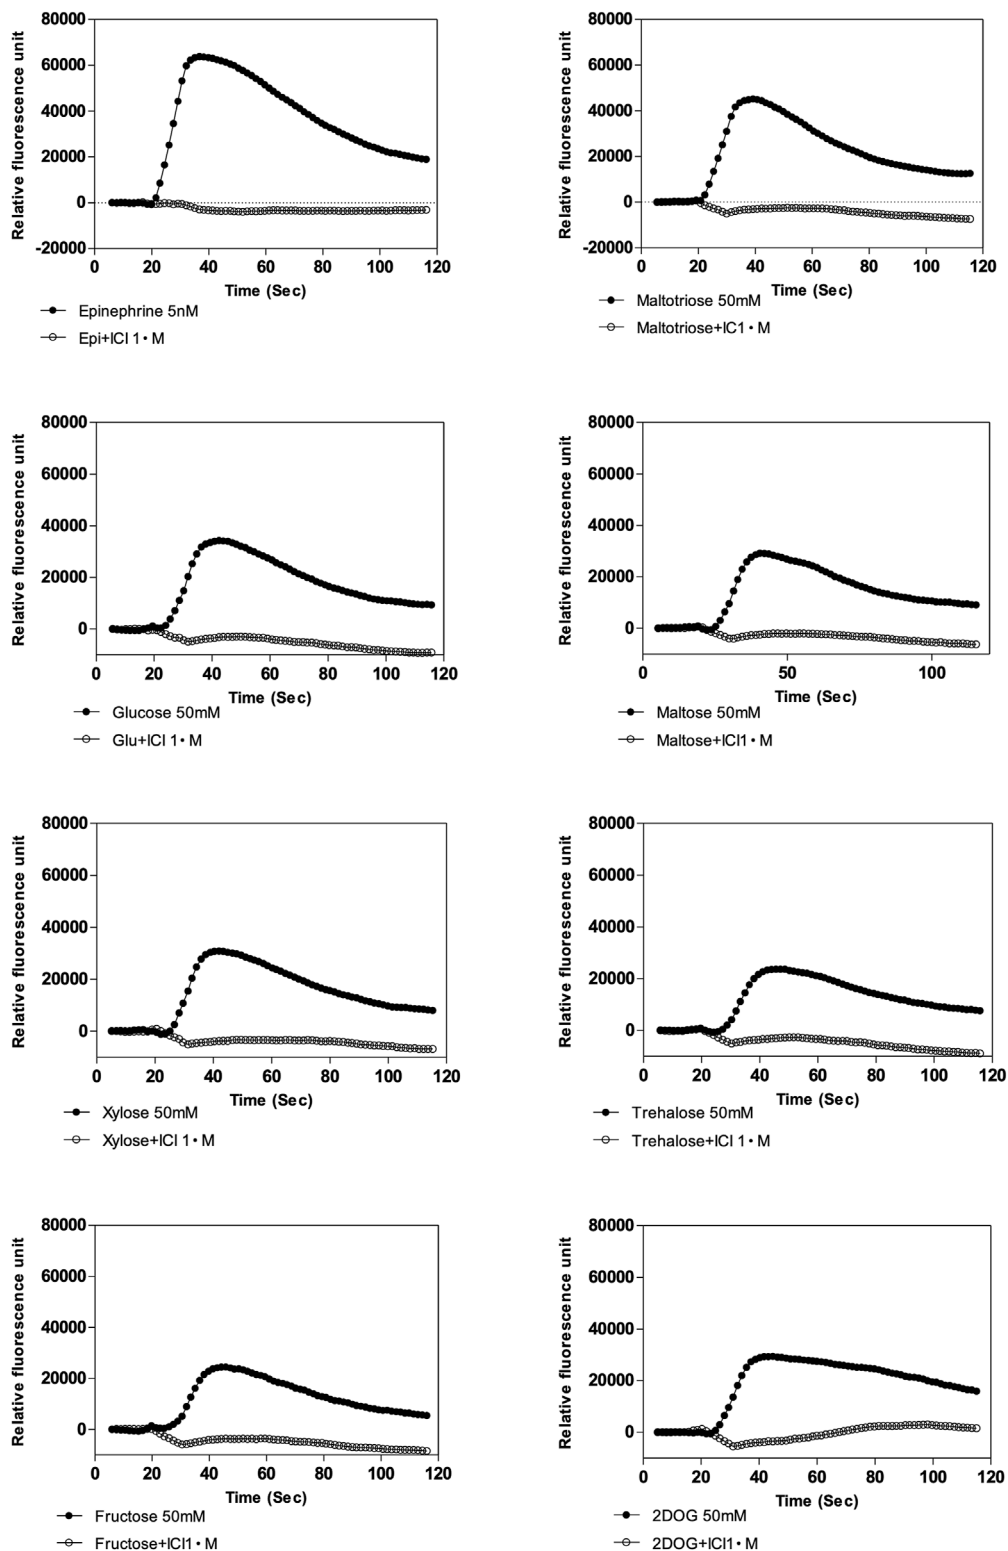 Relative fluorescence unit
80000
60000
40000
20000
0
-20000
0 20 40 60 80 100 120
Time (Sec)
Epinephrine 5nM
Epi+ICI 1• M
Relative fluorescence unit
80000
60000
40000
20000
0
-20000
0 20 40 60 80 100 120
Time (Sec)
Maltotriose 50mM
Maltotriose+IC1• M
Relative fluorescence unit
80000
60000
40000
20000
0
0 20 40 60 80 100 120
Time (Sec)
Glucose 50mM
Glu+ICI 1• M
Relative fluorescence unit
80000
60000
40000
20000
0
0 50 100
Time (Sec)
Maltose 50mM
Maltose+ICI1• M
Relative fluorescence unit
80000
60000
40000
20000
0
0 20 40 60 80 100 120
Time (Sec)
Xylose 50mM
Xylose+ICI 1• M
Relative fluorescence unit
80000
60000
40000
20000
0
0 20 40 60 80 100 120
Time (Sec)
Trehalose 50mM
Trehalose+ICI 1• M
Relative fluorescence unit
80000
60000
40000
20000
0
0 20 40 60 80 100 120
Time (Sec)
Fructose 50mM
Fructose+ICI1• M
Relative fluorescence unit
80000
60000
40000
20000
0
0 20 40 60 80 100 120
Time (Sec)
2DOG 50mM
2DOG+ICI1• M